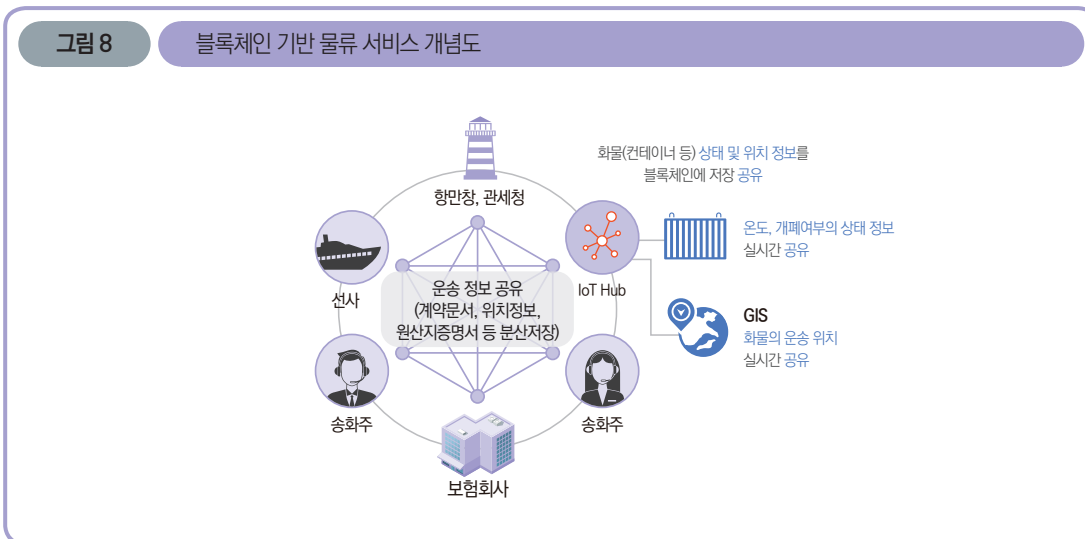 그림 8
블록체인 기반 물류 서비스 개념도
항만창, 관세청
화물(컨테이너 등) 상태 및 위치 정보를
블록체인에 저장 공유
선사
운송 정보 공유
(계약문서, 위치정보,
원산지증명서 등 분산저장)
IoT Hub
온도, 개폐여부의 상태 정보
실시간 공유
GIS
화물의 운송 위치
실시간 공유
송화주
송화주
보험회사